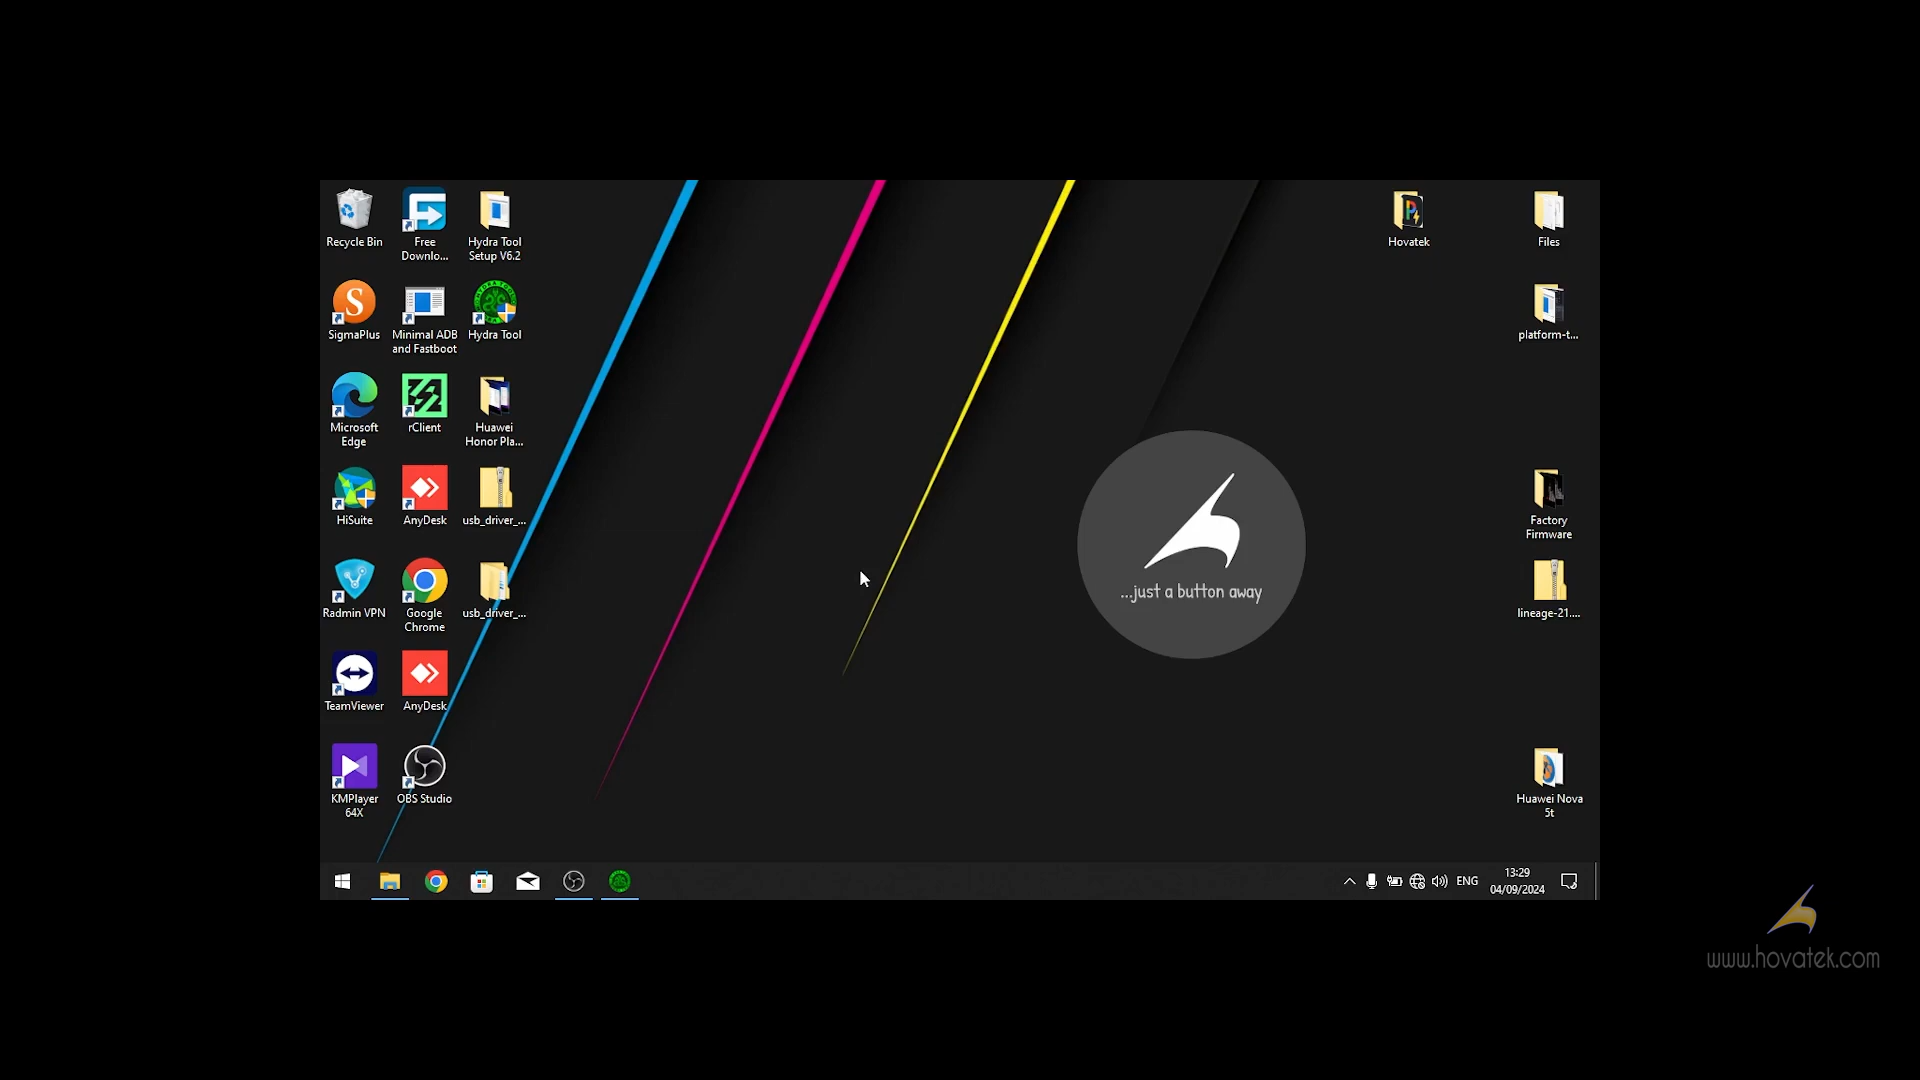 Recycle Bin
Free
Downlo...
Hydra Tool
Setup V6.2
Hovatek
Files
SigmaPlus
Minimal ADB
and Fastboot
Hydra Tool
platform-t...
Microsoft
Edge
rClient
Huawei
Honor Pla...
HiSuite
AnyDesk
usb_driver_...
Factory
Firmware
Radmin VPN
Google
Chrome
usb_driver_...
...just a button away
lineage-21....
TeamViewer
AnyDesk
KMPlayer
64X
OBS Studio
Huawei Nova
5t
ENG
13:29
04/09/2024
www.hovatek.com